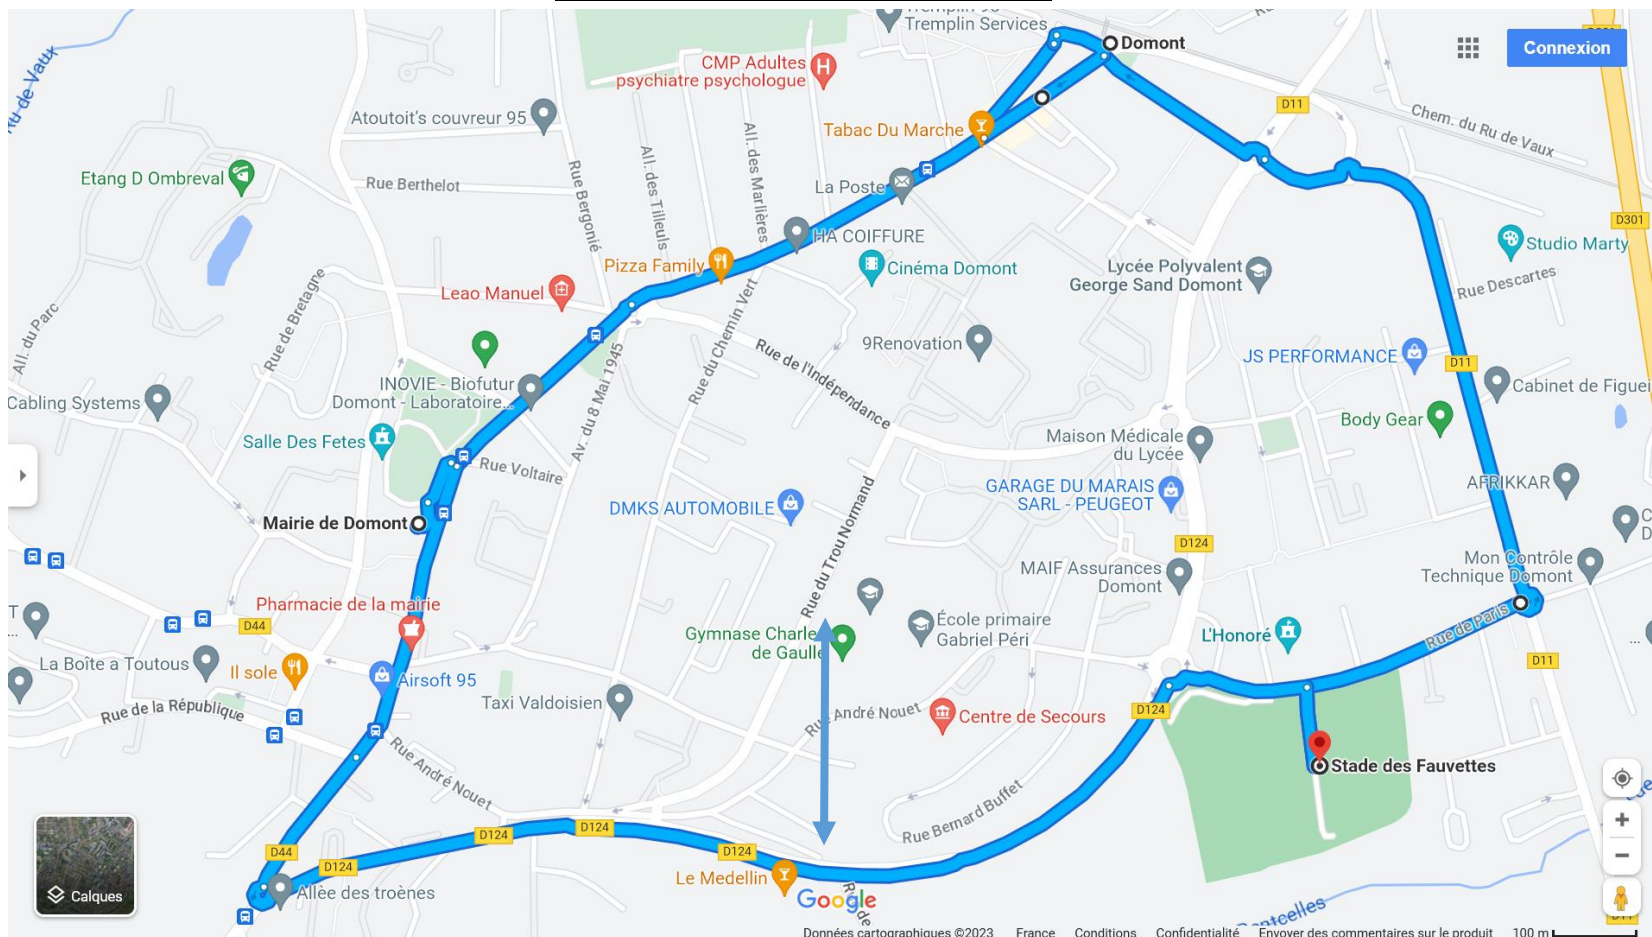 Tremplin Services
Domont
Connexion
Ru de Vaux
CMP Adultes
psychiatre psychologue
D11
Chem. du Ru de Vaux
Atoutoit's couvreur 95
Tabac Du Marche
All. des Marlières
All. des Tilleuls
Rue Bergonié
Etang D Ombreval
Rue Berthelot
La Poste
D301
HA COIFFURE
Studio Marty
Pizza Family
Cinéma Domont
Lycée Polyvalent
George Sand Domont
Rue Descartes
Leao Manuel
Rue de Bretagne
All. du Parc
Rue du Chemin Vert
9Renovation
Rue de l'Indépendance
JS PERFORMANCE
D11
INOVIE - Biofutur
Domont - Laboratoire...
Av. du 8 Mai 1945
Cabinet de Figuei
Cabling Systems
Body Gear
Salle Des Fetes
Maison Médicale
du Lycée
Rue Voltaire
GARAGE DU MARAIS
SARL - PEUGEOT
AFRIKKAR
DMKS AUTOMOBILE
Rue du Trou Normand
Mairie de Domont
D124
Mon Contrôle
Technique Domont
MAIF Assurances
Domont
Pharmacie de la mairie
École primaire
Gabriel Péri
D44
Gymnase Charle
de Gaulle
L'Honoré
Rue de Paris
La Boîte a Toutous
Il sole
Airsoft 95
D11
Taxi Valdoisien
Rue de la République
Rue André Nouet
Centre de Secours
D124
Rue André Nouet
Stade des Fauvettes
Rue Bernard Buffet
D124
D124
D44
D124
D124
Le Medellin
Calques
Allèe des troènes
Google
Données cartographiques ©2023 France Conditions Confidentialité Envoyer des commentaires sur le produit 100 m